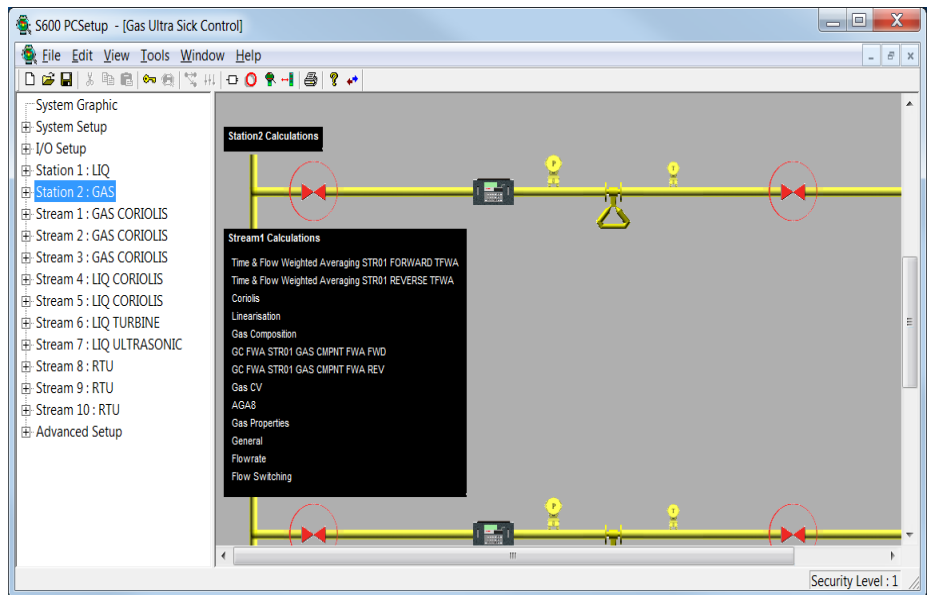 S600 PCSetup - [Gas Ultra Sick Control]
File Edit View Tools Window Help
System Graphic
System Setup
I/O Setup
Station 1 : LIQ
Station 2 : GAS
Stream 1 : GAS CORIOLIS
Stream 2 : GAS CORIOLIS
Stream 3 : GAS CORIOLIS
Stream 4 : LIQ CORIOLIS
Stream 5 : LIQ CORIOLIS
Stream 6 : LIQ TURBINE
Stream 7 : LIQ ULTRASONIC
Stream 8 : RTU
Stream 9 : RTU
Stream 10 : RTU
Advanced Setup
Station2 Calculations
P T
Stream1 Calculations
Time & Flow Weighted Averaging STR01 FORWARD TFWA
Time & Flow Weighted Averaging STR01 REVERSE TFWA
Coriolis
Linearisation
Gas Composition
GC FWA STR01 GAS CMPNT FWA FWD
GC FWA STR01 GAS CMPNT FWA REV
Gas CV
AGA8
Gas Properties
General
Flowrate
Flow Switching
P T
Security Level : 1